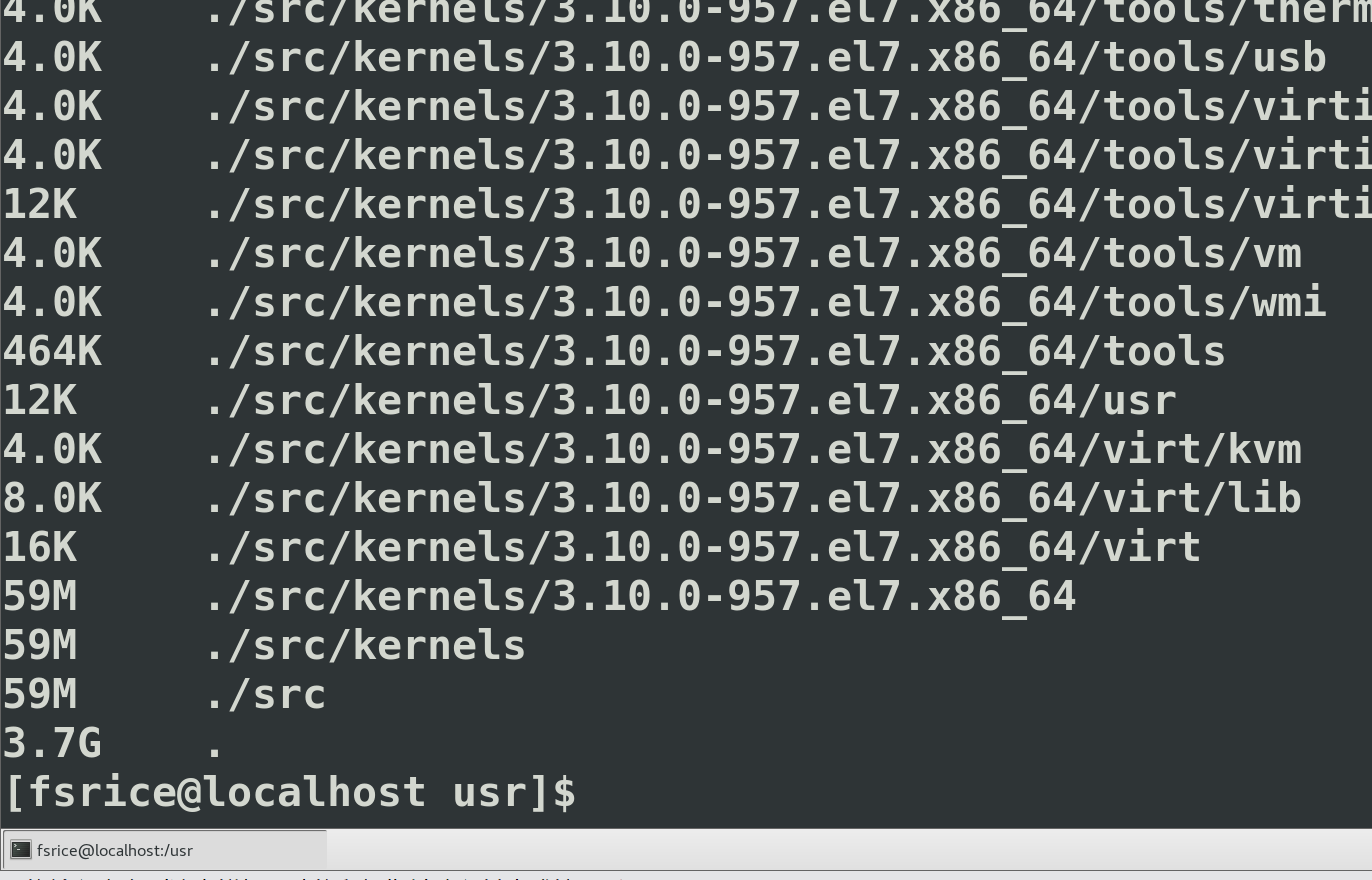 4.0K ./src/kernels/3.10.0-957.el7.x86_64/tools/therm
4.0K ./src/kernels/3.10.0-957.el7.x86_64/tools/usb
4.0K ./src/kernels/3.10.0-957.el7.x86_64/tools/virti
4.0K ./src/kernels/3.10.0-957.el7.x86_64/tools/virti
12K ./src/kernels/3.10.0-957.el7.x86_64/tools/virti
4.0K ./src/kernels/3.10.0-957.el7.x86_64/tools/vm
4.0K ./src/kernels/3.10.0-957.el7.x86_64/tools/wmi
464K ./src/kernels/3.10.0-957.el7.x86_64/tools
12K ./src/kernels/3.10.0-957.el7.x86_64/usr
4.0K ./src/kernels/3.10.0-957.el7.x86_64/virt/kvm
8.0K ./src/kernels/3.10.0-957.el7.x86_64/virt/lib
16K ./src/kernels/3.10.0-957.el7.x86_64/virt
59M ./src/kernels/3.10.0-957.el7.x86_64
59M ./src/kernels
59M ./src
3.7G .
[fsrice@localhost usr]$
fsrice@localhost:/usr